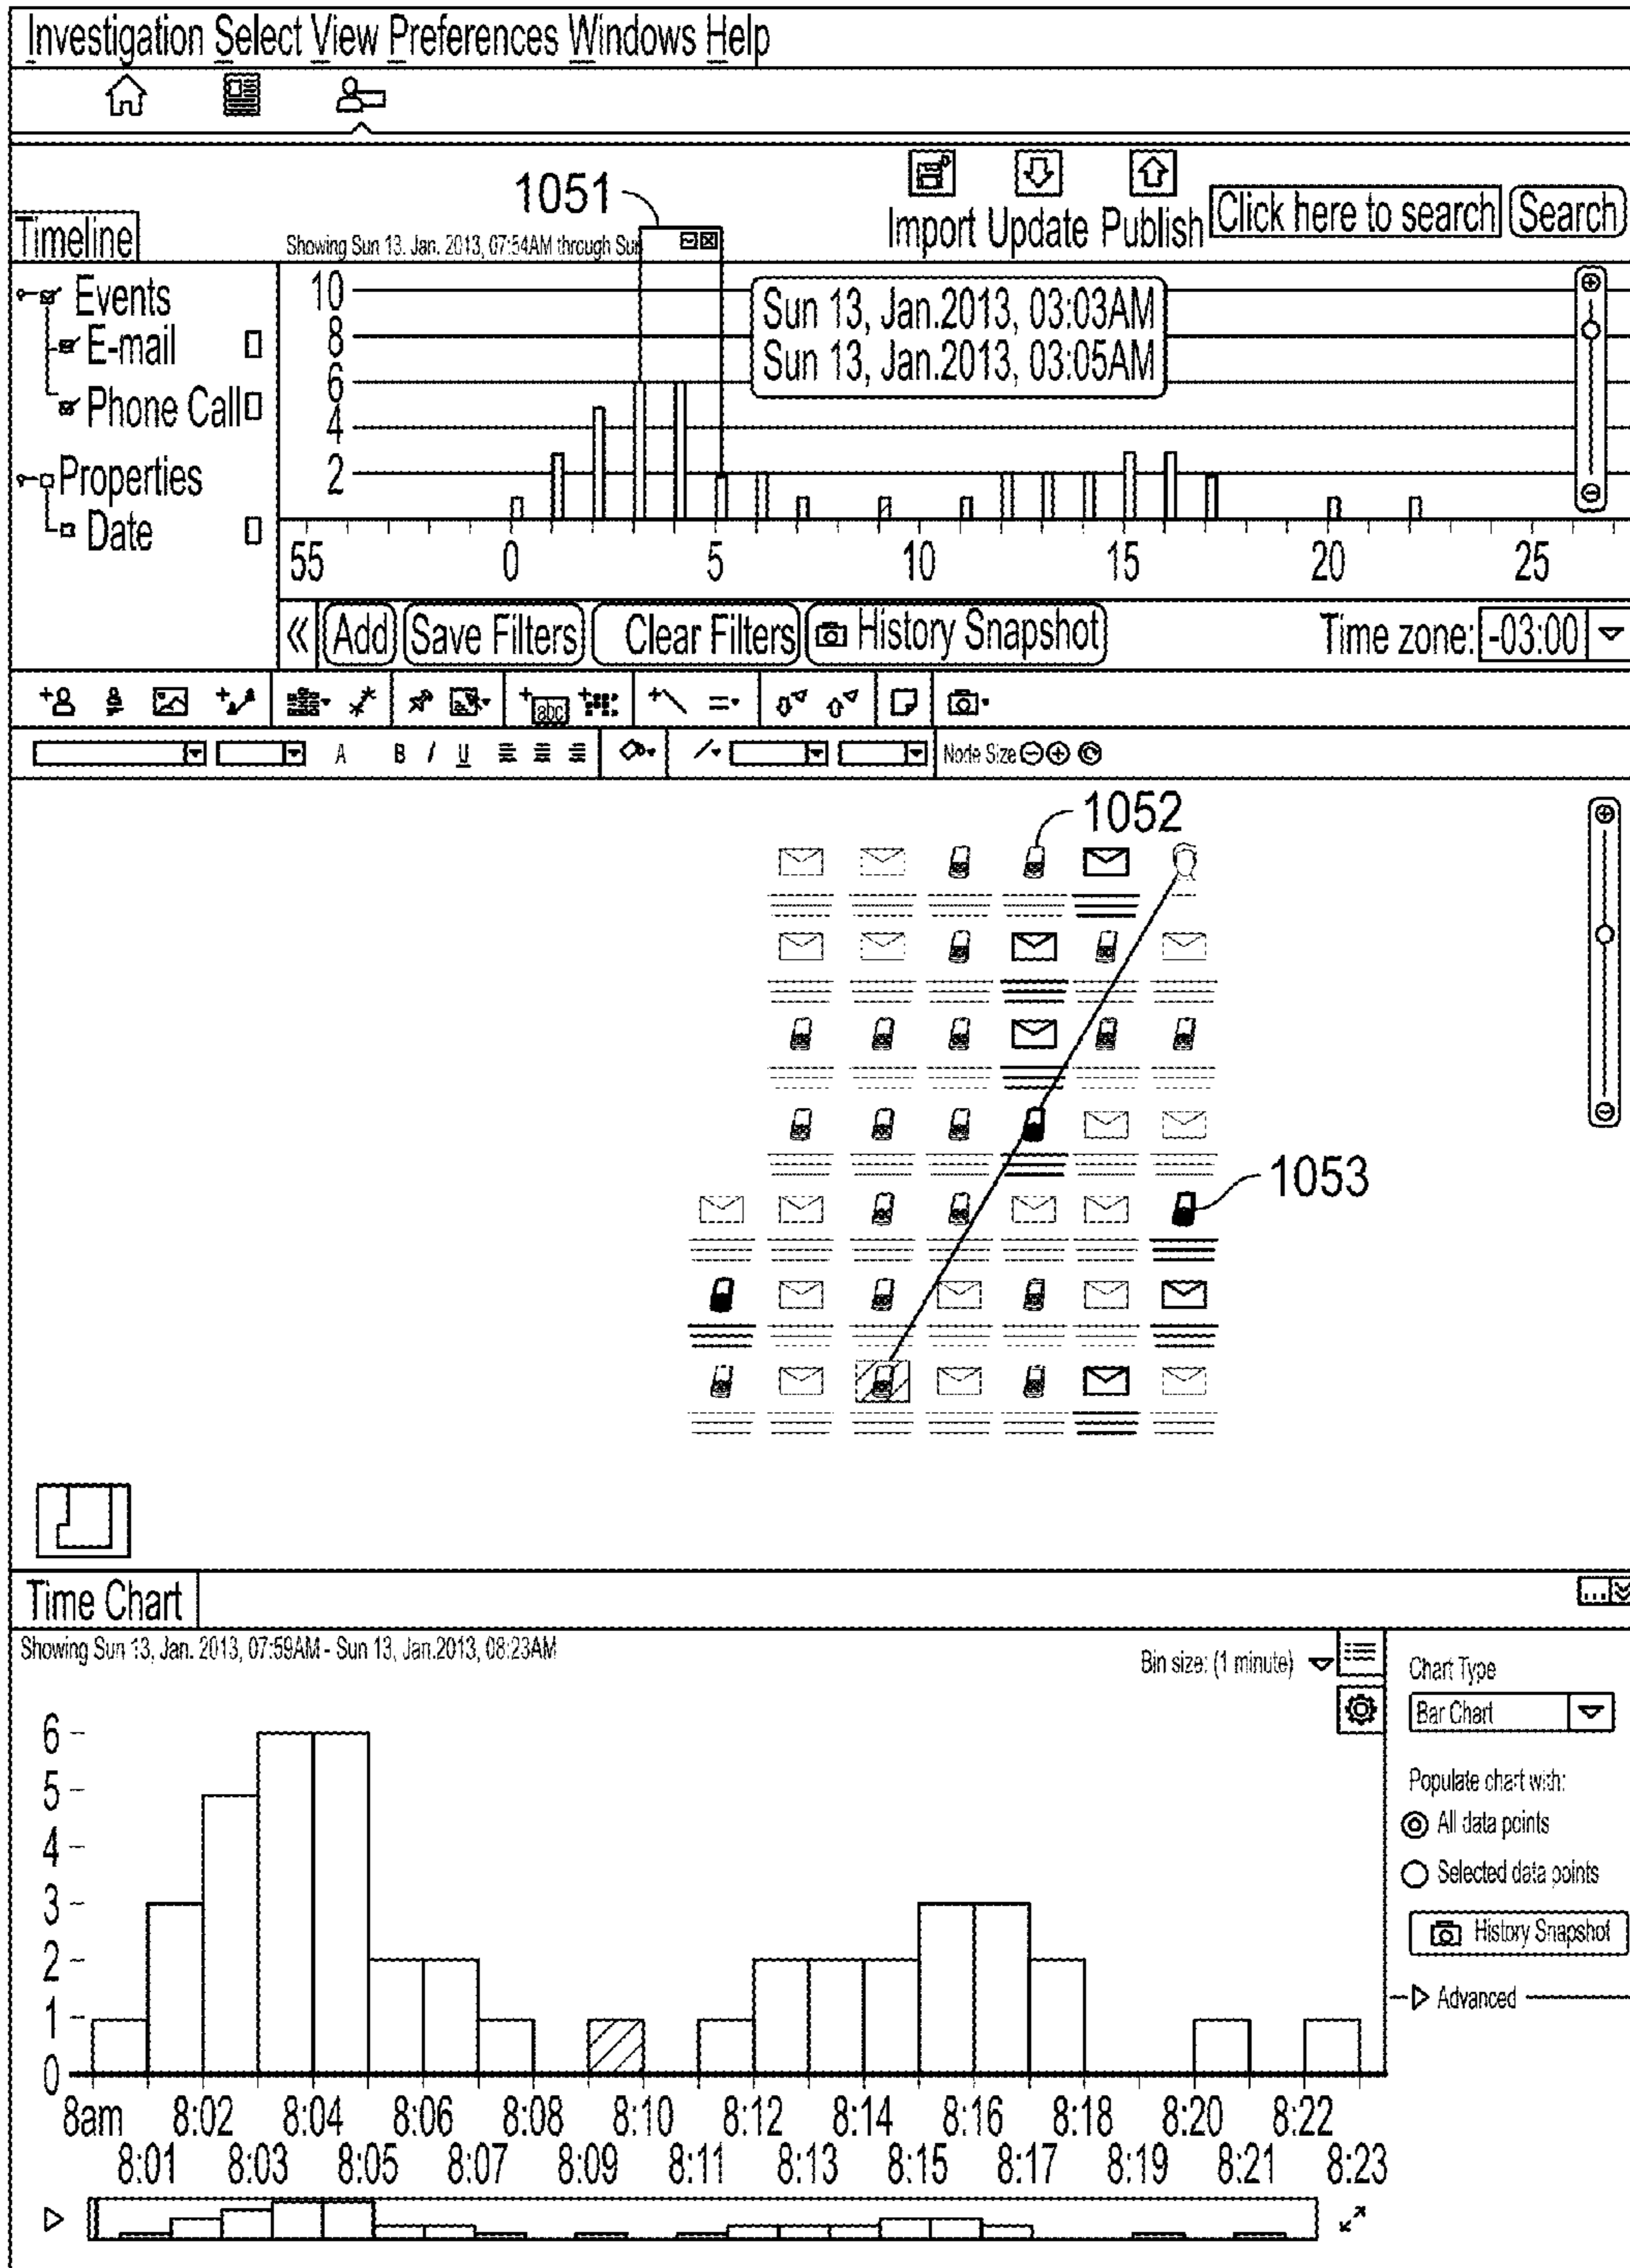 Investigation Select View Preferences Windows Help
1051
Import Update Publish Click here to search Search
Timeline
Showing Sun 13. Jan. 2013, 07:54AM through Sun
Events
E-mail
Phone Call
Properties
Date
10
8
6
4
2
Sun 13, Jan.2013, 03:03AM
Sun 13, Jan.2013, 03:05AM
55 0 5 10 15 20 25
Add Save Filters Clear Filters History Snapshot Time zone: -03:00
abc
A B I U Node Size
1052
1053
Time Chart
Showing Sun 13, Jan. 2013, 07:59AM - Sun 13, Jan.2013, 08:23AM
Bin size: (1 minute)
Chart Type
Bar Chart
Populate chart with:
All data points
Selected data points
History Snapshot
Advanced
6
5
4
3
2
1
0
8am 8:02 8:04 8:06 8:08 8:10 8:12 8:14 8:16 8:18 8:20 8:22
8:01 8:03 8:05 8:07 8:09 8:11 8:13 8:15 8:17 8:19 8:21 8:23